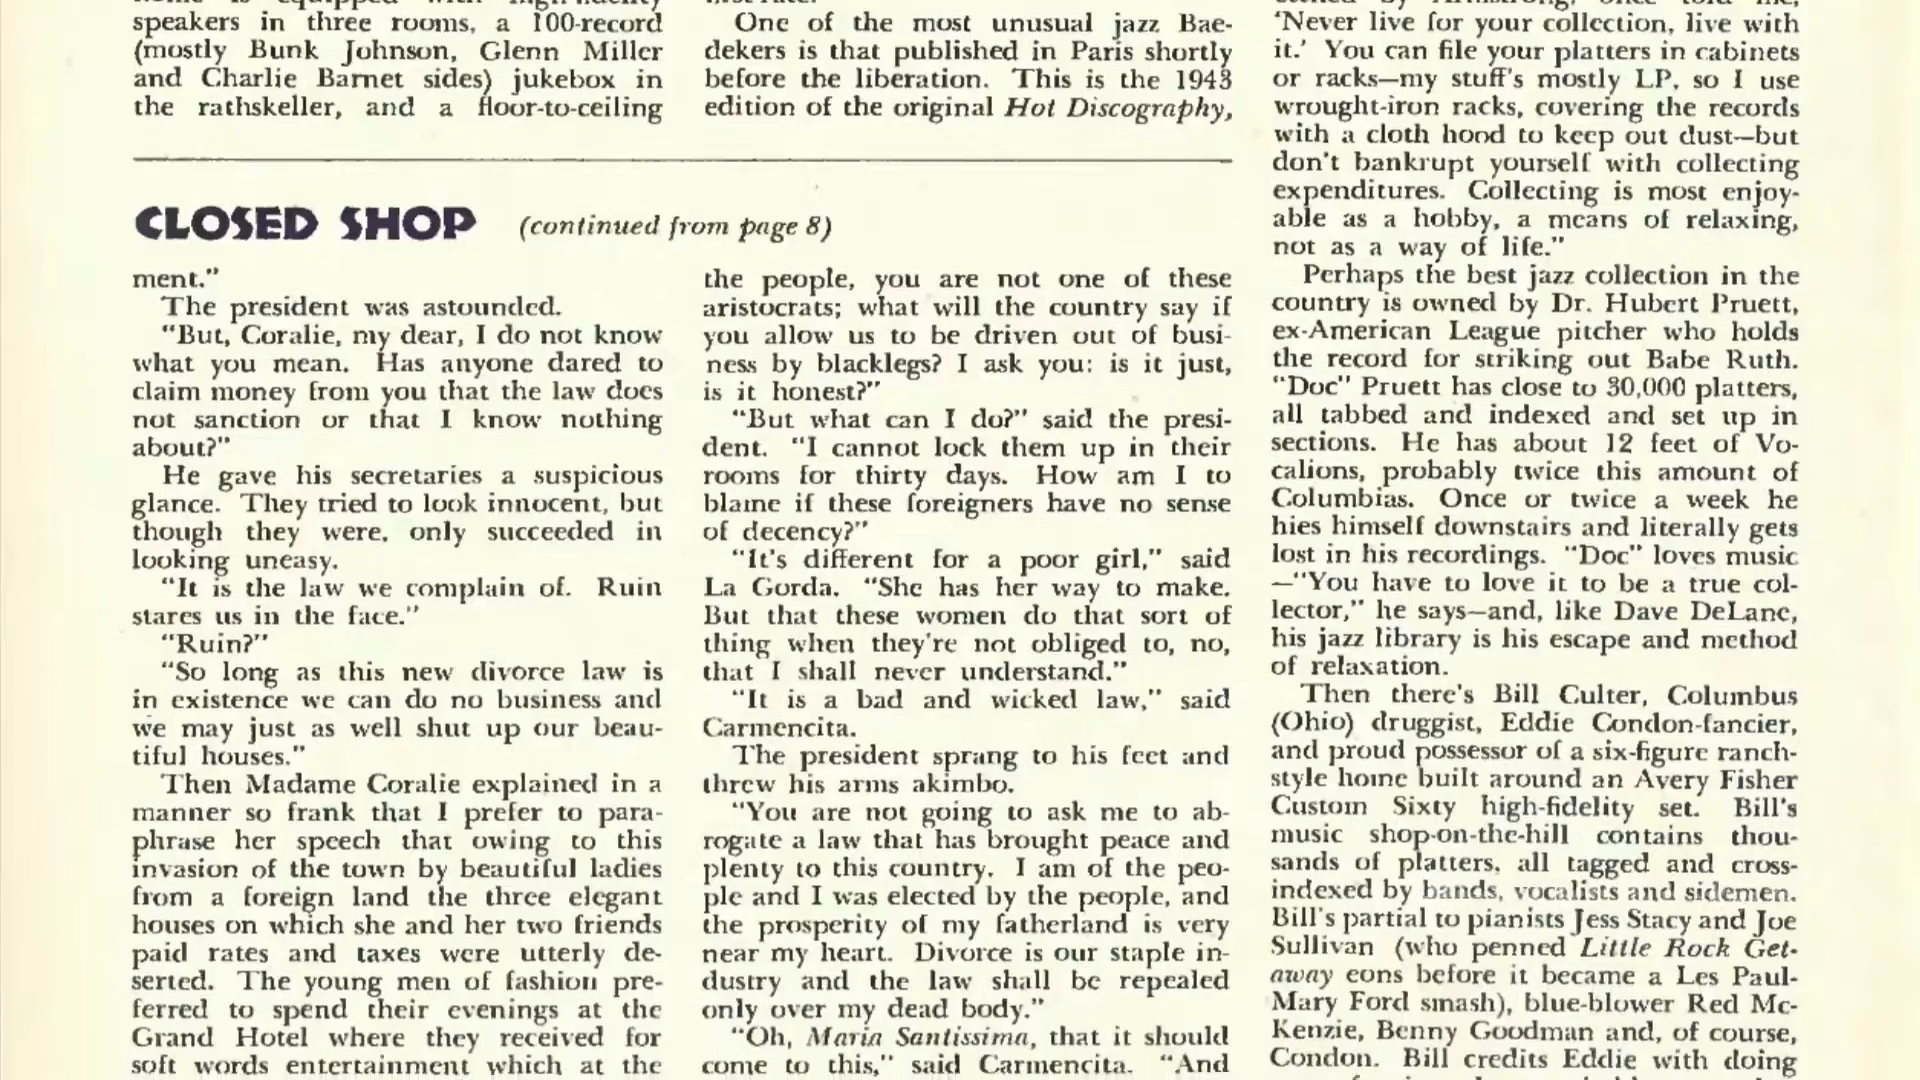 speakers in three rooms, a 100-record
(mostly Bunk Johnson, Glenn Miller
and Charlie Barnet sides) jukebox in
the rathskeller, and a floor-to-ceiling
One of the most unusual jazz Bae-
dekers is that published in Paris shortly
before the liberation. This is the 1943
edition of the original Hot Discography,
CLOSED SHOP (continued from page 8)
ment."
The president was astounded.
"But, Coralie, my dear, I do not know
what you mean. Has anyone dared to
claim money from you that the law does
not sanction or that I know nothing
about?"
He gave his secretaries a suspicious
glance. They tried to look innocent, but
though they were, only succeeded in
looking uneasy.
"It is the law we complain of. Ruin
stares us in the face."
"Ruin?"
"So long as this new divorce law is
in existence we can do no business and
we may just as well shut up our beau-
tiful houses."
Then Madame Coralie explained in a
manner so frank that I prefer to para-
phrase her speech that owing to this
invasion of the town by beautiful ladies
from a foreign land the three elegant
houses on which she and her two friends
paid rates and taxes were utterly de-
serted. The young men of fashion pre-
ferred to spend their evenings at the
Grand Hotel where they received for
soft words entertainment which at the
the people, you are not one of these
aristocrats; what will the country say if
you allow us to be driven out of busi-
ness by blacklegs? I ask you: is it just,
is it honest?"
"But what can I do?" said the presi-
dent. "I cannot lock them up in their
rooms for thirty days. How am I to
blame if these foreigners have no sense
of decency?"
"It's different for a poor girl," said
La Gorda. "She has her way to make.
But that these women do that sort of
thing when they're not obliged to, no,
that I shall never understand."
"It is a bad and wicked law," said
Carmencita.
The president sprang to his feet and
threw his arms akimbo.
"You are not going to ask me to ab-
rogate a law that has brought peace and
plenty to this country. I am of the peo-
ple and I was elected by the people, and
the prosperity of my fatherland is very
near my heart. Divorce is our staple in-
dustry and the law shall be repealed
only over my dead body."
"Oh, Maria Santissima, that it should
come to this," said Carmencita. "And
'Never live for your collection, live with
it.' You can file your platters in cabinets
or racks—my stuff's mostly LP, so I use
wrought-iron racks, covering the records
with a cloth hood to keep out dust—but
don't bankrupt yourself with collecting
expenditures. Collecting is most enjoy-
able as a hobby, a means of relaxing,
not as a way of life."
Perhaps the best jazz collection in the
country is owned by Dr. Hubert Pruett,
ex-American League pitcher who holds
the record for striking out Babe Ruth.
"Doc" Pruett has close to 30,000 platters,
all tabbed and indexed and set up in
sections. He has about 12 feet of Vo-
calions, probably twice this amount of
Columbias. Once or twice a week he
hies himself downstairs and literally gets
lost in his recordings. "Doc" loves music
—"You have to love it to be a true col-
lector," he says—and, like Dave DeLane,
his jazz library is his escape and method
of relaxation.
Then there's Bill Culter, Columbus
(Ohio) druggist, Eddie Condon-fancier,
and proud possessor of a six-figure ranch-
style home built around an Avery Fisher
Custom Sixty high-fidelity set. Bill's
music shop-on-the-hill contains thou-
sands of platters, all tagged and cross-
indexed by bands, vocalists and sidemen.
Bill's partial to pianists Jess Stacy and Joe
Sullivan (who penned Little Rock Get-
away eons before it became a Les Paul-
Mary Ford smash), blue-blower Red Mc-
Kenzie, Benny Goodman and, of course,
Condon. Bill credits Eddie with doing